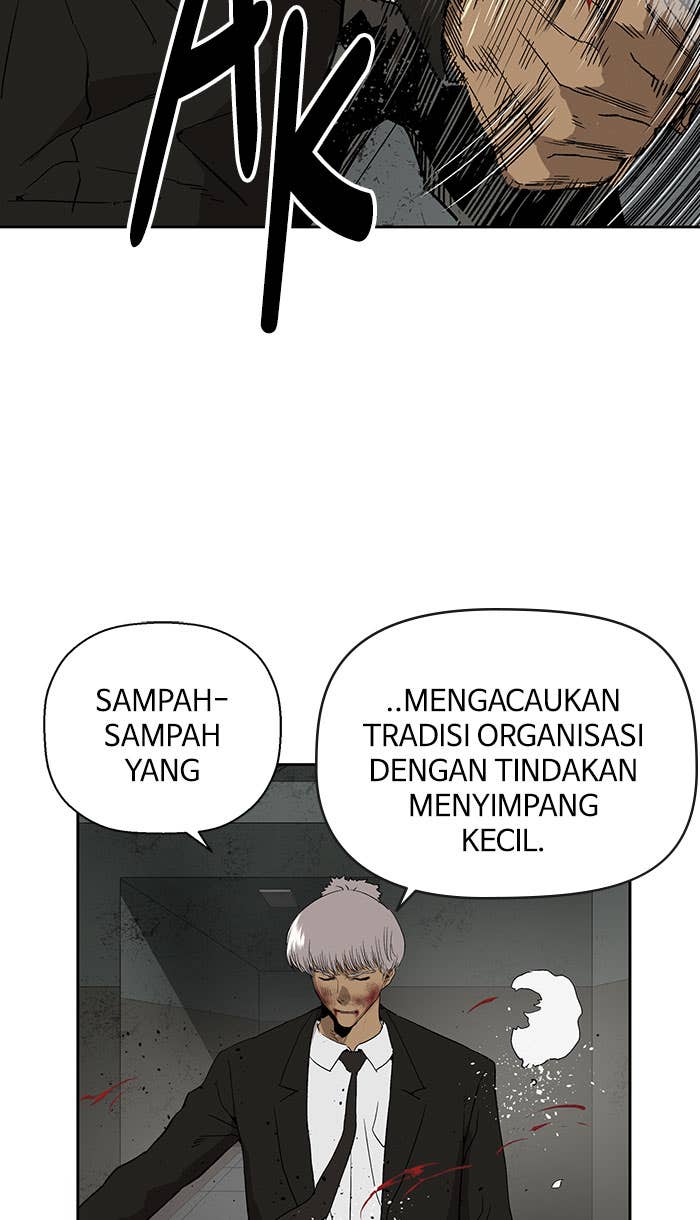 AK
SAMPAH-
SAMPAH
YANG
..MENGACAUKAN
TRADISI ORGANISASI
DENGAN TINDAKAN
MENYIMPANG
KECIL.